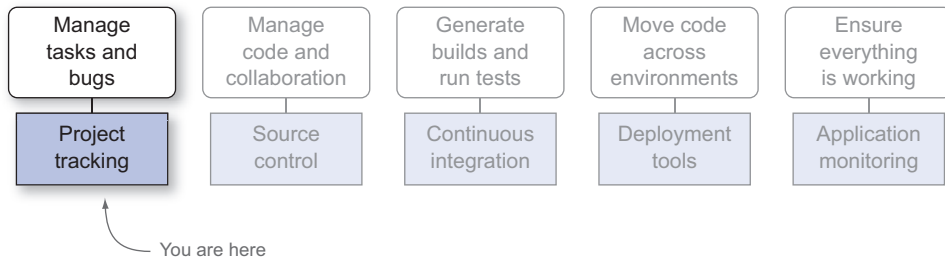 Manage
tasks and
bugs
Manage
code and
collaboration
Generate
builds and
run tests
Move code
across
environments
Ensure
everything
is working
Project
tracking
Source
control
Continuous
integration
Deployment
tools
Application
monitoring
You are here